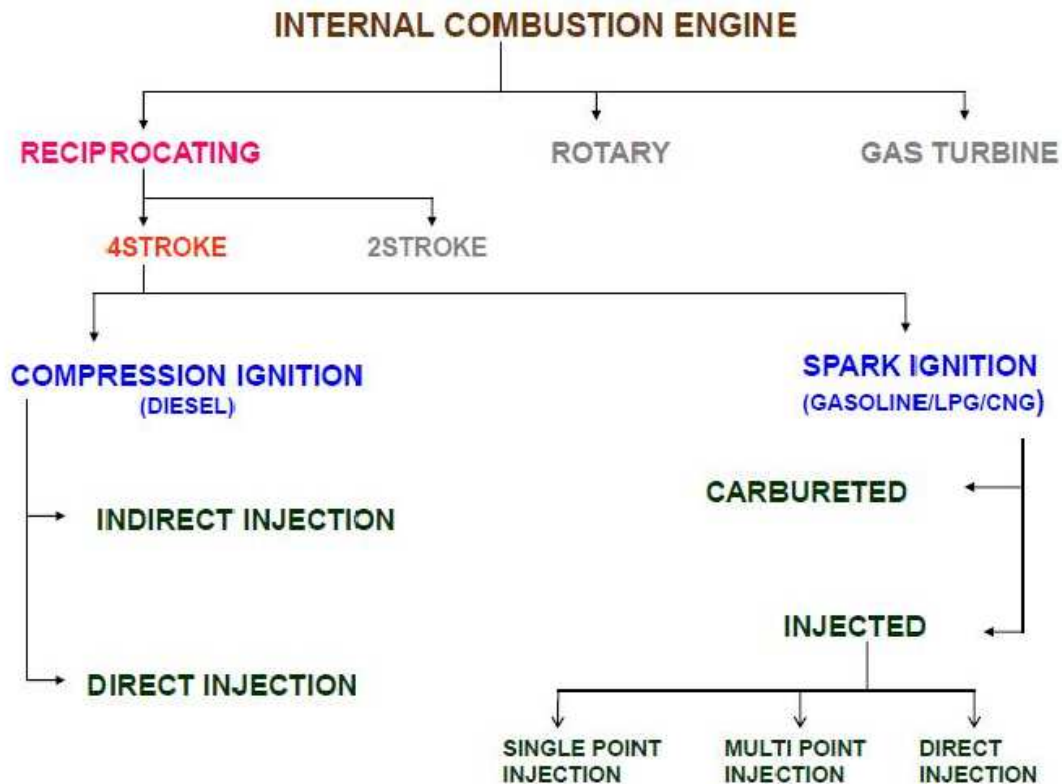 INTERNAL COMBUSTION ENGINE
RECIPROCATING
ROTARY
GAS TURBINE
4STROKE
2STROKE
COMPRESSION IGNITION
(DIESEL)
SPARK IGNITION
(GASOLINE/LPG/CNG)
CARBURETED
INDIRECT INJECTION
INJECTED
DIRECT INJECTION
SINGLE POINT
INJECTION
MULTI POINT
INJECTION
DIRECT
INJECTION